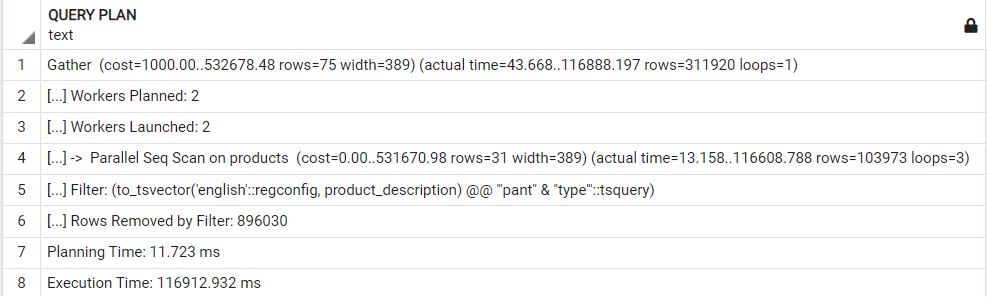 QUERY PLAN
text
1 Gather (cost=1000.00..532678.48 rows=75 width=389) (actual time=43.668..116888.197 rows=311920 loops=1)
2 [...] Workers Planned: 2
3 [...] Workers Launched: 2
4 [...] -> Parallel Seq Scan on products (cost=0.00..531670.98 rows=31 width=389) (actual time=13.158..116608.788 rows=103973 loops=3)
5 [...] Filter: (to_tsvector('english'::regconfig, product_description) @@ '"pant" & "type"'::tsquery)
6 [...] Rows Removed by Filter: 896030
7 Planning Time: 11.723 ms
8 Execution Time: 116912.932 ms